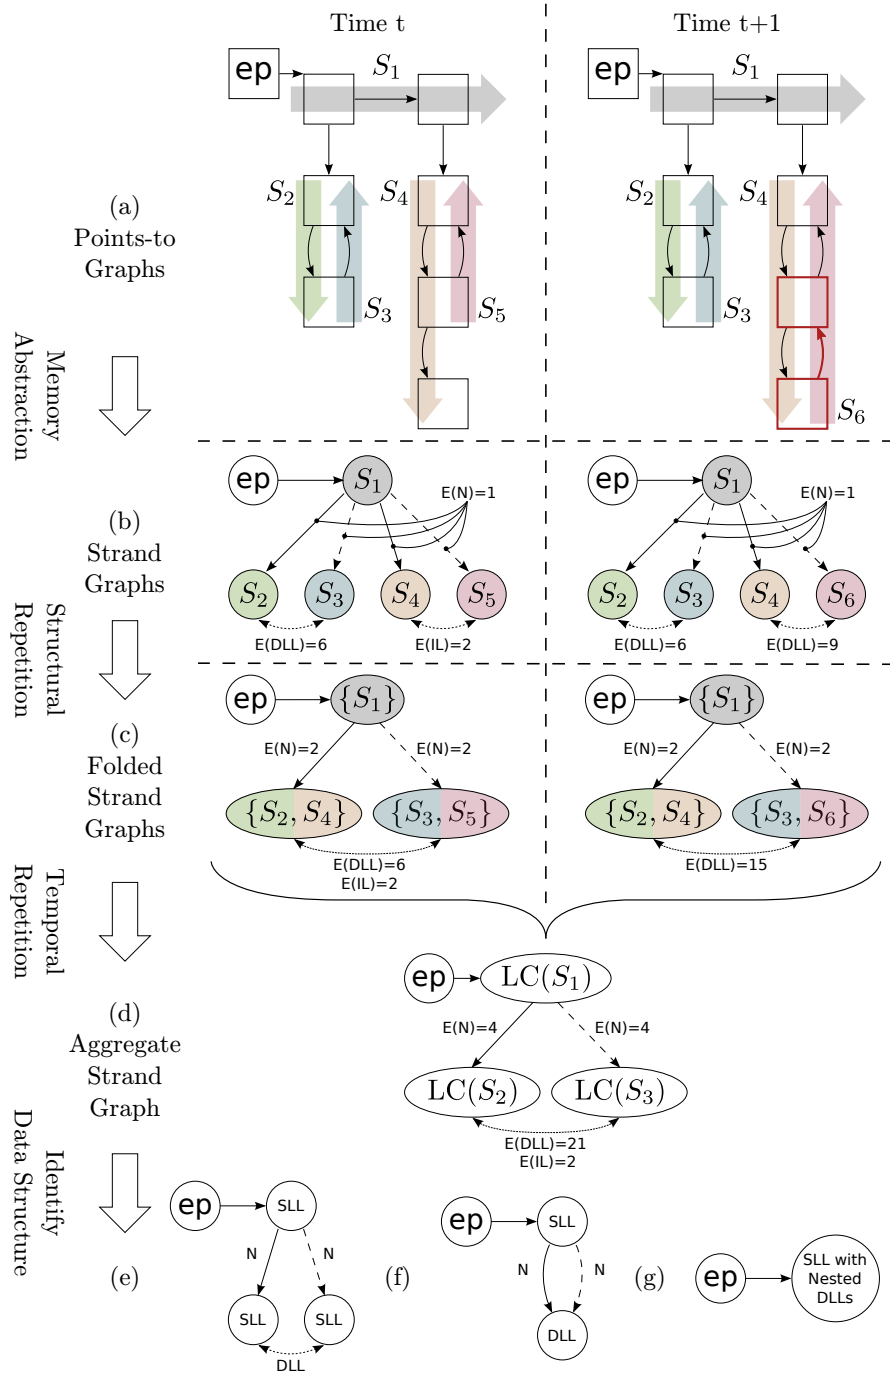 Time t
Time t+1
ep
S1
ep
S1
S2
S4
S2
S4
(a)
Points-to
Graphs
S3
S5
S3
S6
Memory
Abstraction
ep
S1
E(N)=1
ep
S1
E(N)=1
(b)
Strand
Graphs
S2
S3
S4
S5
S2
S3
S4
S6
E(DLL)=6
E(IL)=2
E(DLL)=6
E(DLL)=9
Structural
Repetition
ep
{S1}
ep
{S1}
(c)
Folded
Strand
Graphs
E(N)=2
E(N)=2
E(N)=2
E(N)=2
{S2, S4}
{S3, S5}
{S2, S4}
{S3, S6}
E(DLL)=6
E(IL)=2
E(DLL)=15
Temporal
Repetition
ep
LC(S1)
(d)
Aggregate
Strand
Graph
E(N)=4
E(N)=4
LC(S2)
LC(S3)
E(DLL)=21
E(IL)=2
Identify
Data Structure
(e)
ep
SLL
N
N
SLL
SLL
DLL
(f)
ep
SLL
N
N
DLL
(g)
ep
SLL with
Nested
DLLs